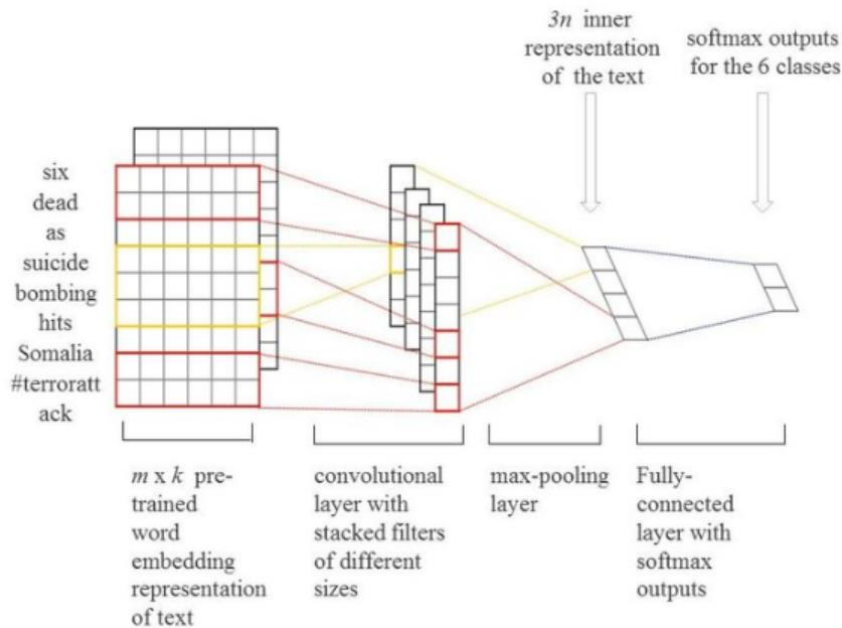 3n inner
representation
of the text
softmax outputs
for the 6 classes
six
dead
as
suicide
bombing
hits
Somalia
#terroratt
ack
m x k pre-
trained
word
embedding
representation
of text
convolutional
layer with
stacked filters
of different
sizes
max-pooling
layer
Fully-
connected
layer with
softmax
outputs